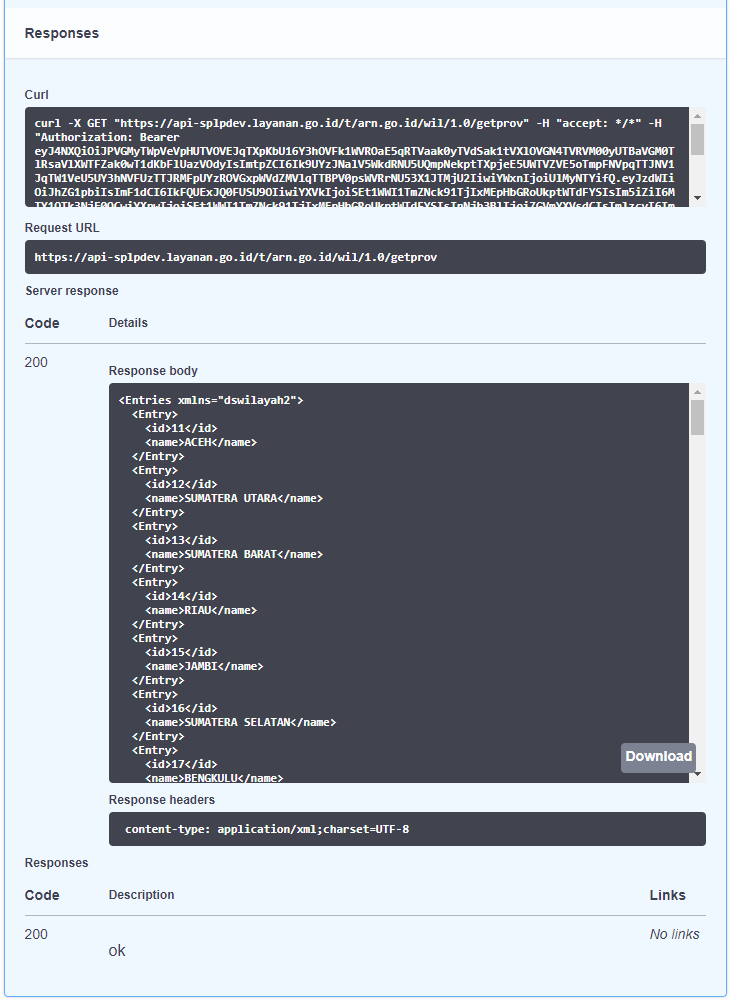 Responses
Curl
curl -X GET "https://api-splpdev.layanan.go.id/t/arn.go.id/wil/1.0/getprov" -H "accept: */*" -H
"Authorization: Bearer
Request URL
https://api-splpdev.layanan.go.id/t/arn.go.id/wil/1.0/getprov
Server response
Code Details
200
Response body
<Entries xmlns="dswilayah2">
<Entry>
<id>11</id>
<name>ACEH</name>
</Entry>
<Entry>
<id>12</id>
<name>SUMATERA UTARA</name>
</Entry>
<Entry>
<id>13</id>
<name>SUMATERA BARAT</name>
</Entry>
<Entry>
<id>14</id>
<name>RIAU</name>
</Entry>
<Entry>
<id>15</id>
<name>JAMBI</name>
</Entry>
<Entry>
<id>16</id>
<name>SUMATERA SELATAN</name>
</Entry>
<Entry>
<id>17</id>
<name>BENGKULU</name>
Download
Response headers
content-type: application/xml;charset=UTF-8
Responses
Code Description Links
200 No links
ok